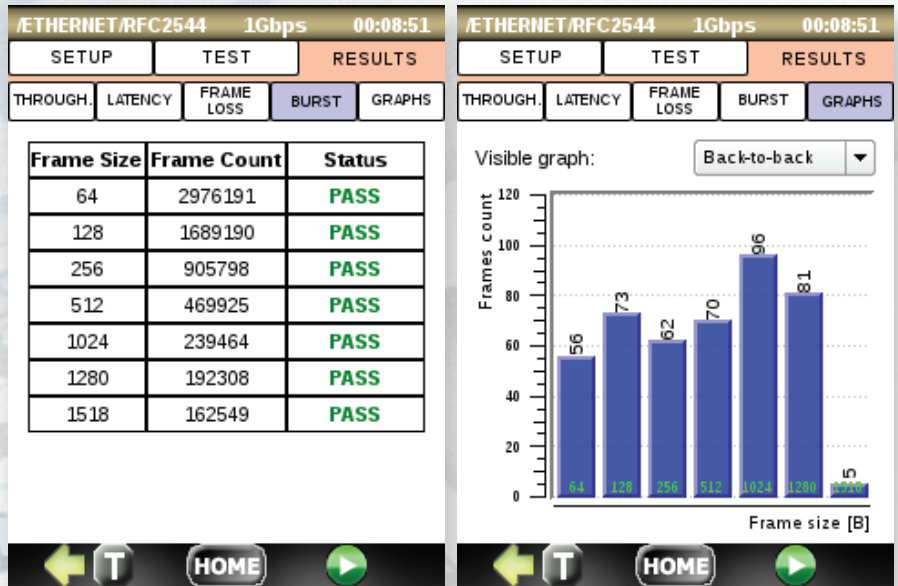 /ETHERNET/RFC2544 1Gbps 00:08:51
SETUP TEST RESULTS
THROUGH. LATENCY FRAME LOSS BURST GRAPHS
Frame Size Frame Count Status
64 2976191 PASS
128 1689190 PASS
256 905798 PASS
512 469925 PASS
1024 239464 PASS
1280 192308 PASS
1518 162549 PASS
T HOME
/ETHERNET/RFC2544 1Gbps 00:08:51
SETUP TEST RESULTS
THROUGH. LATENCY FRAME LOSS BURST GRAPHS
Visible graph: Back-to-back
Frames count
120
100
80
60
40
20
0
56 73 62 70 96 81 5
64 128 256 512 1024 1280 1518
Frame size [B]
T HOME